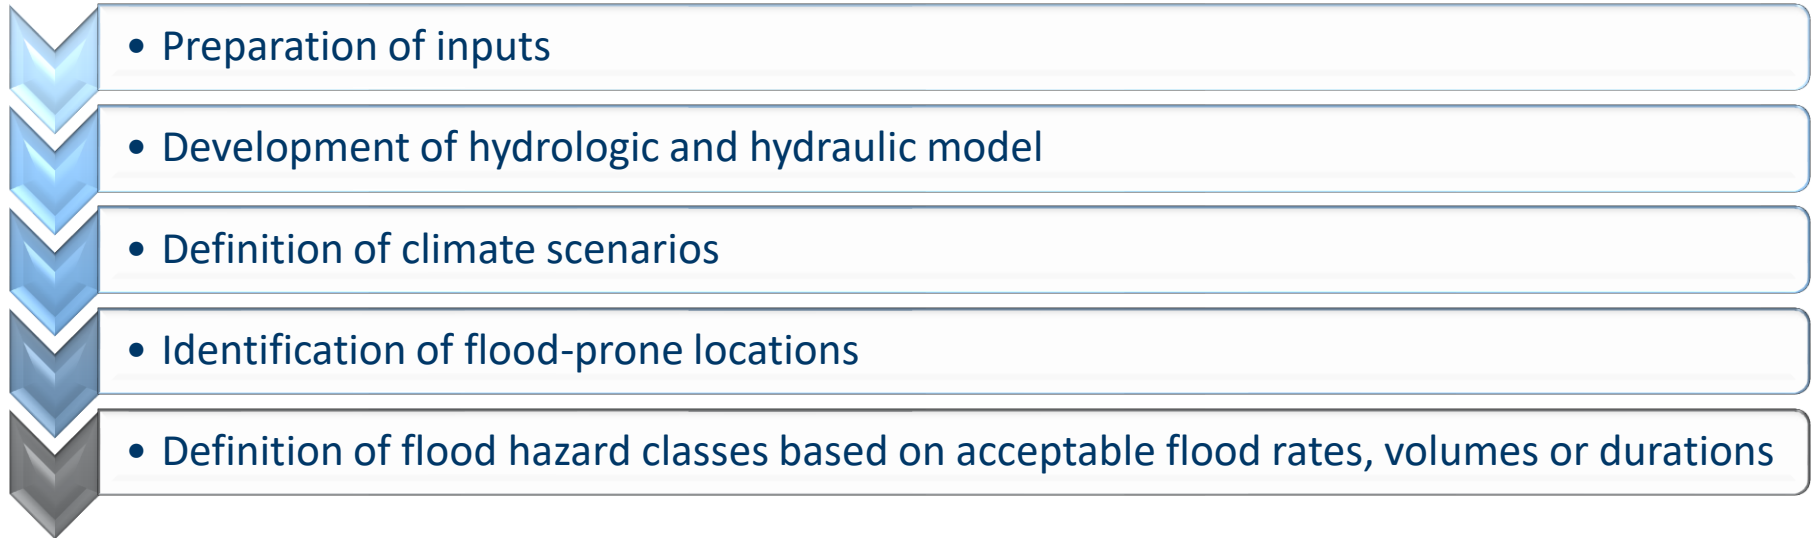 • Preparation of inputs
• Development of hydrologic and hydraulic model
• Definition of climate scenarios
• Identification of flood-prone locations
• Definition of flood hazard classes based on acceptable flood rates, volumes or durations